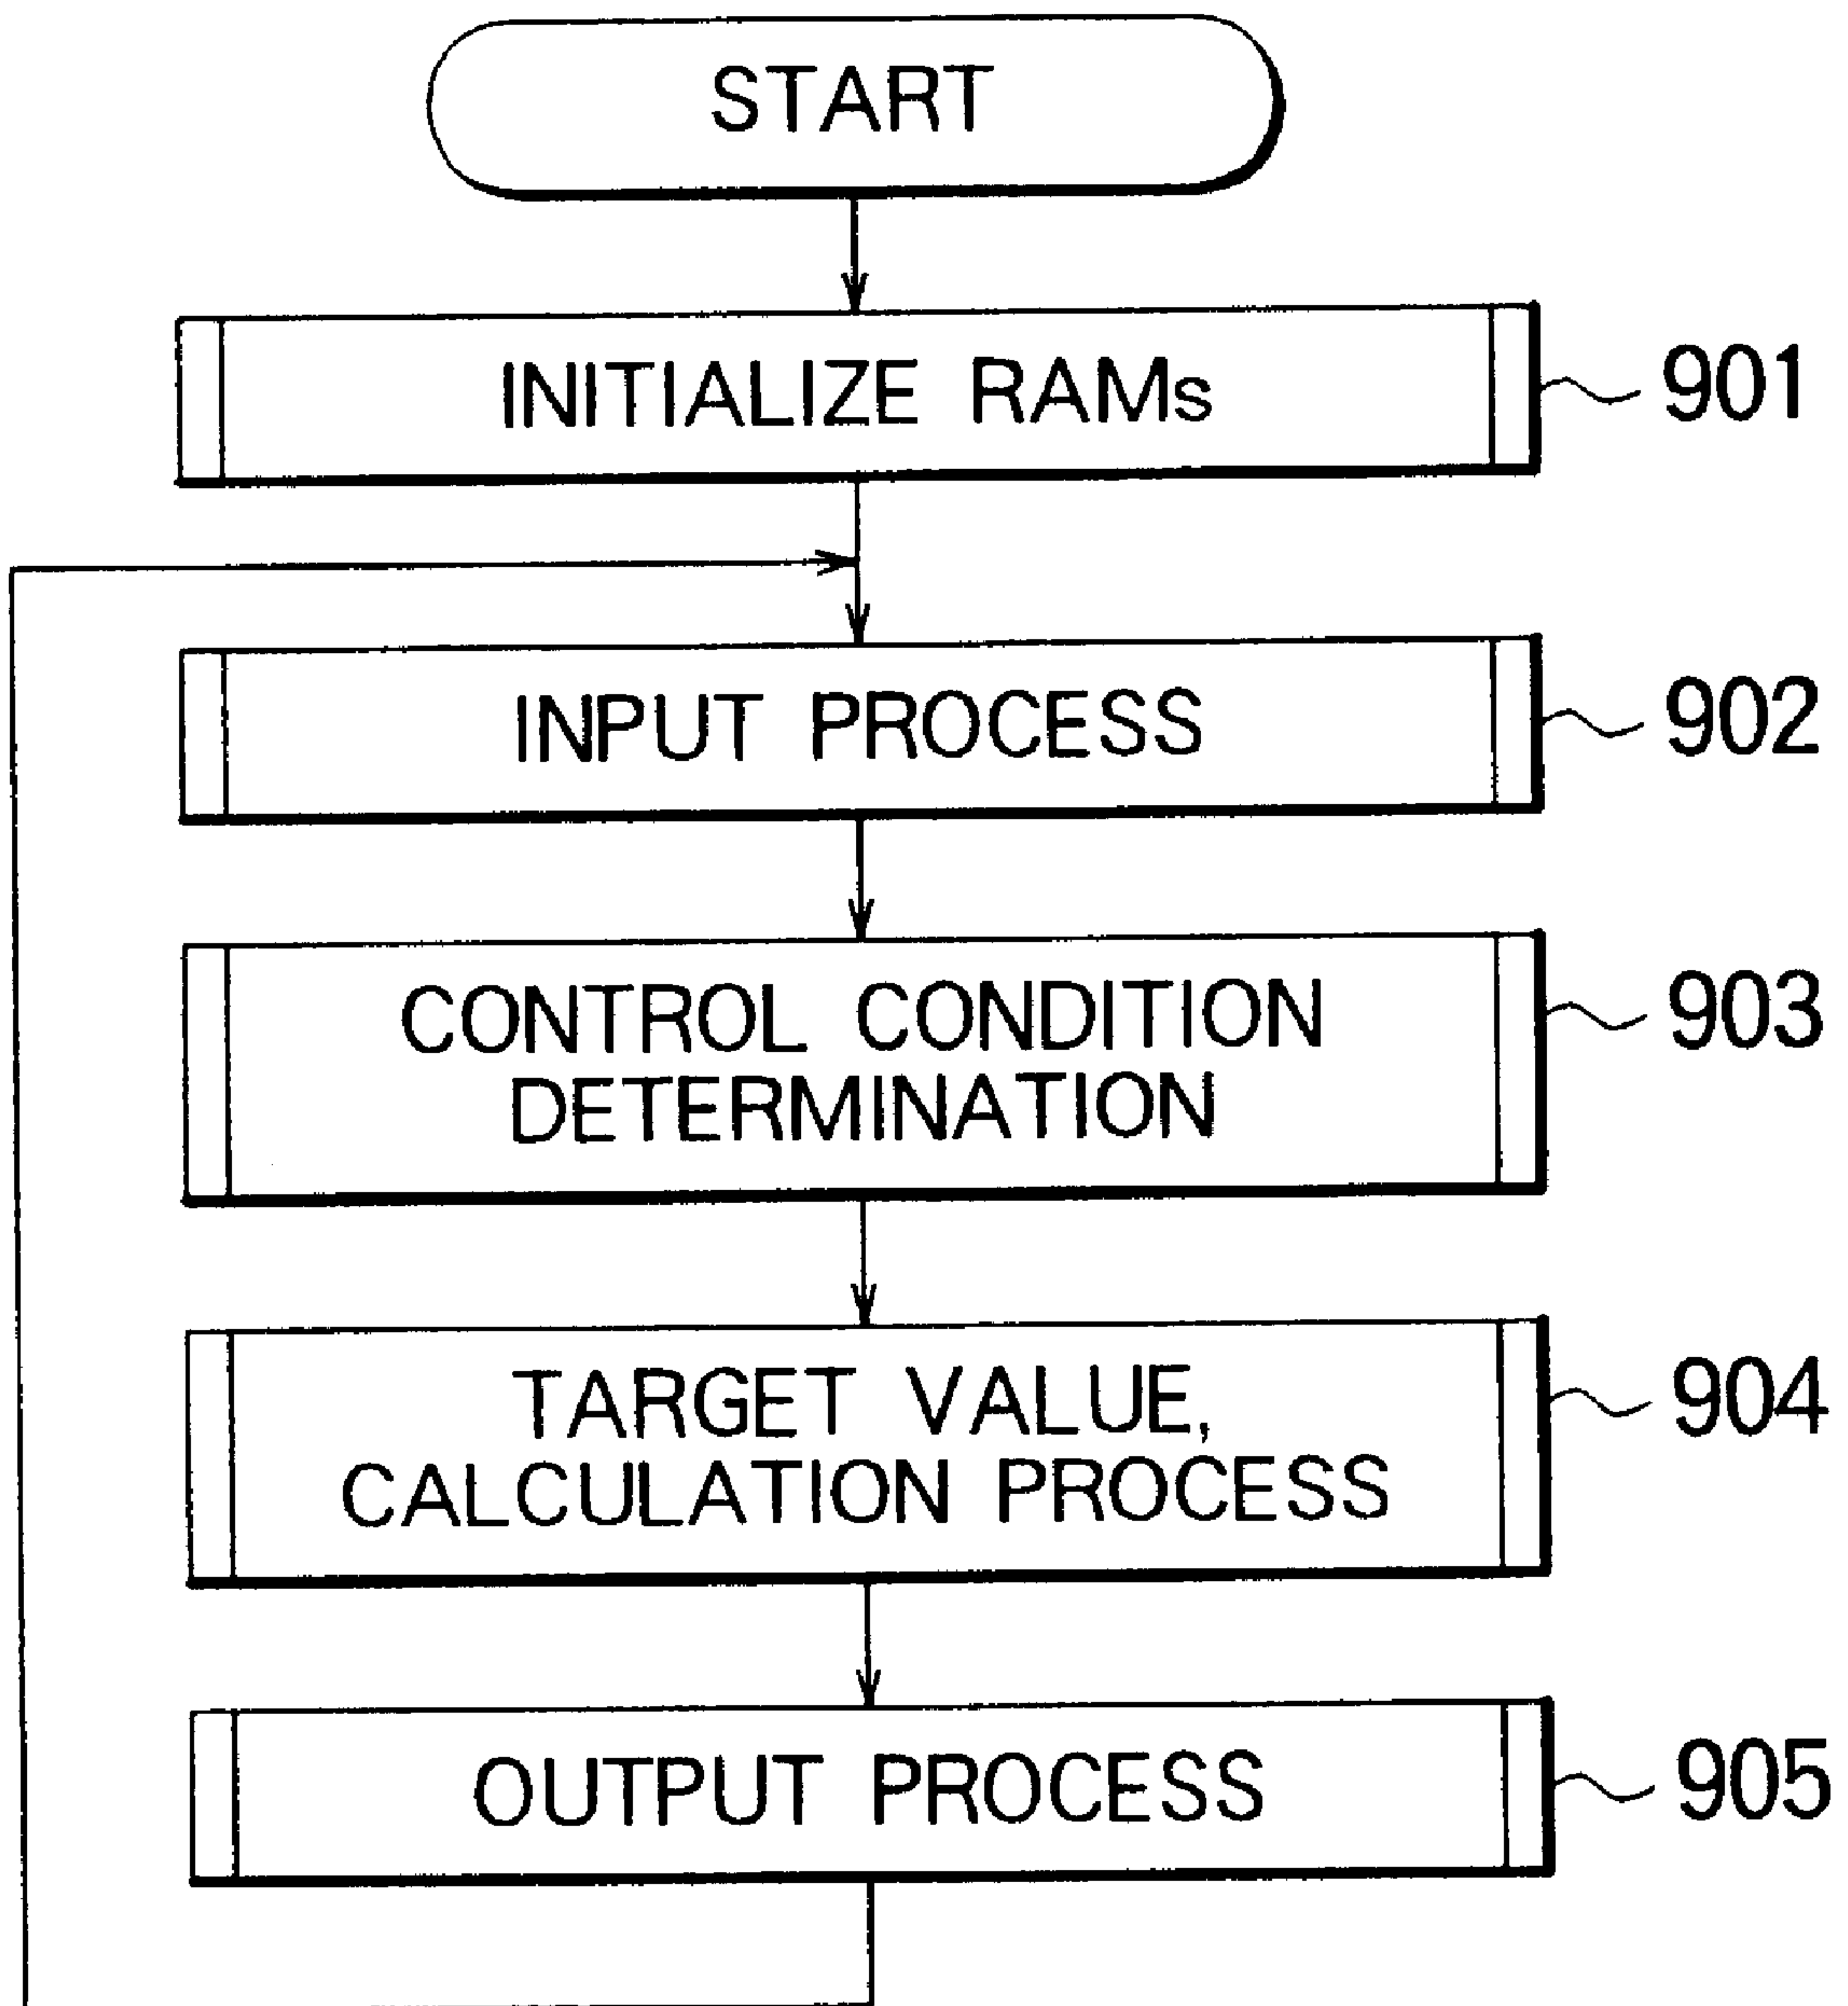 START
INITIALIZE RAMs
901
INPUT PROCESS
902
CONTROL CONDITION
DETERMINATION
903
TARGET VALUE,
CALCULATION PROCESS
904
OUTPUT PROCESS
905